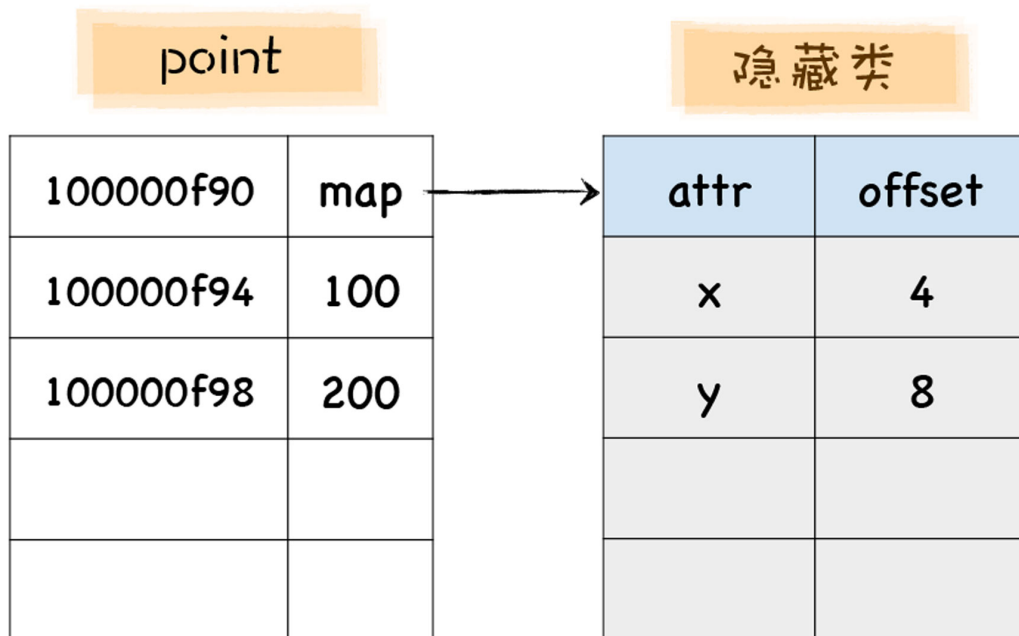 point
隐藏类
100000f90 map
attr offset
100000f94 100
x 4
100000f98 200
y 8